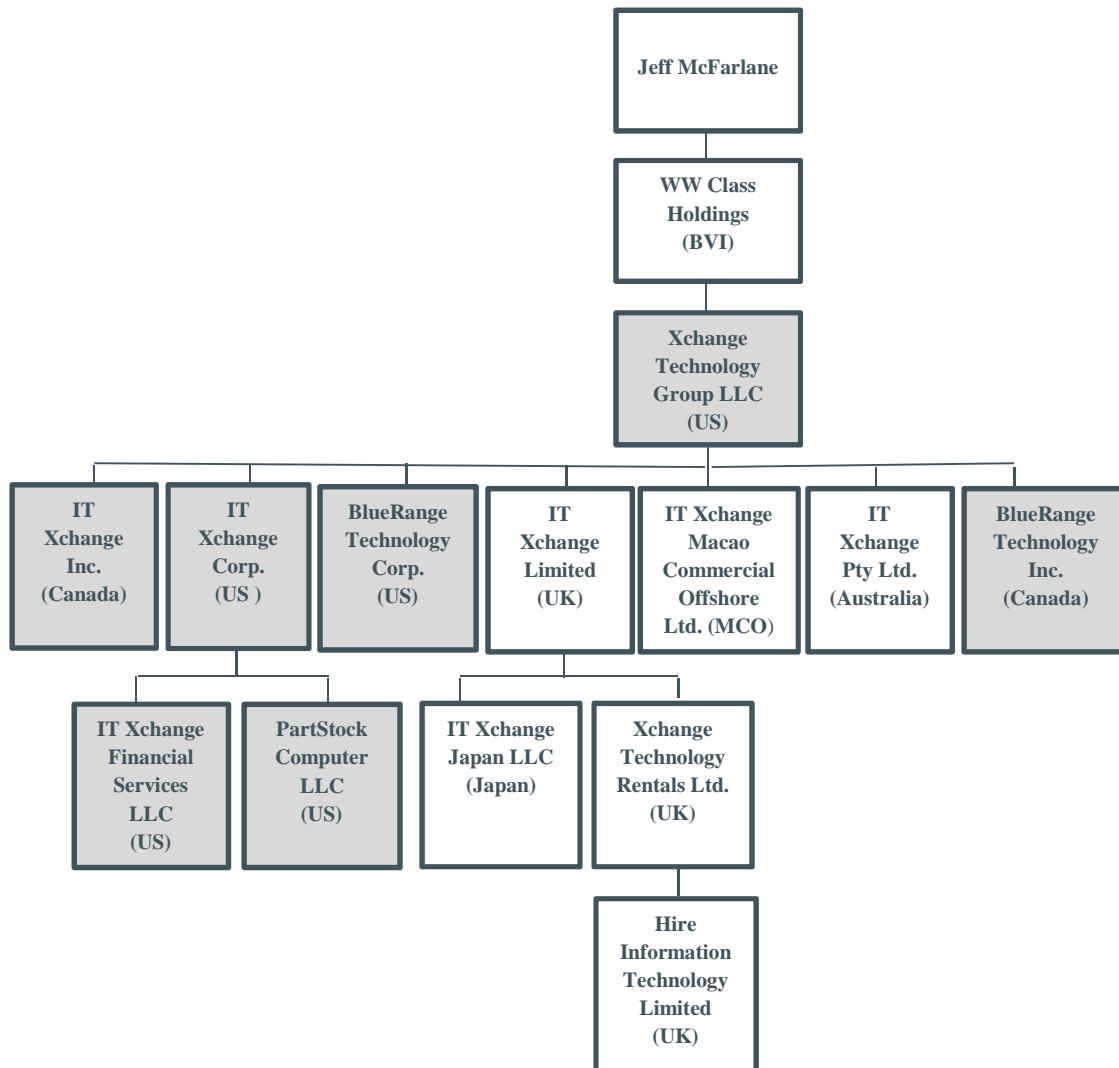 Jeff McFarlane
WW Class
Holdings
(BVI)
Xchange
Technology
Group LLC
(US)
IT
Xchange
Inc.
(Canada)
IT
Xchange
Corp.
(US )
BlueRange
Technology
Corp.
(US)
IT
Xchange
Limited
(UK)
IT Xchange
Macao
Commercial
Offshore
Ltd. (MCO)
IT
Xchange
Pty Ltd.
(Australia)
BlueRange
Technology
Inc.
(Canada)
IT Xchange
Financial
Services
LLC
(US)
PartStock
Computer
LLC
(US)
IT Xchange
Japan LLC
(Japan)
Xchange
Technology
Rentals Ltd.
(UK)
Hire
Information
Technology
Limited
(UK)